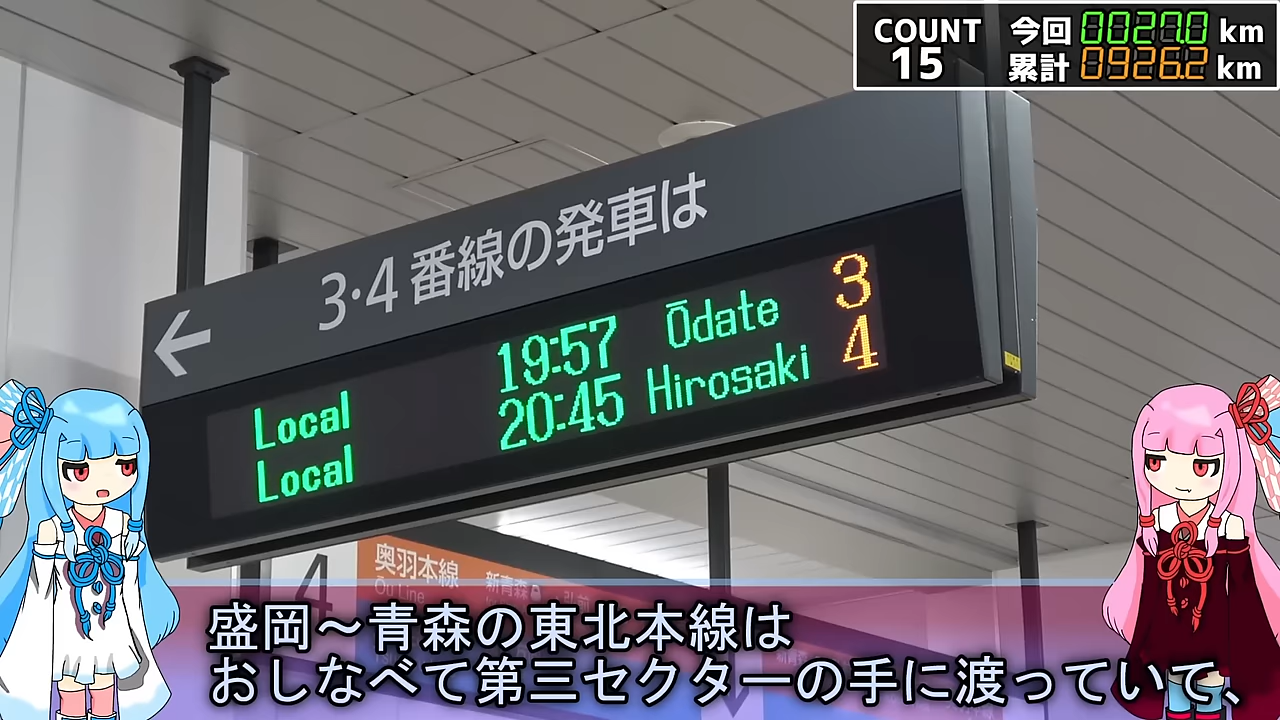 COUNT
15
今回 0027.0 km
累計 0926.2 km
3・4番線の発車は
←
Local 19:57 Ōdate 3
Local 20:45 Hirosaki 4
4
奥羽本線
Ōu Line
新青森
弘前
盛岡～青森の東北本線は
おしなべて第三セクターの手に渡っていて、